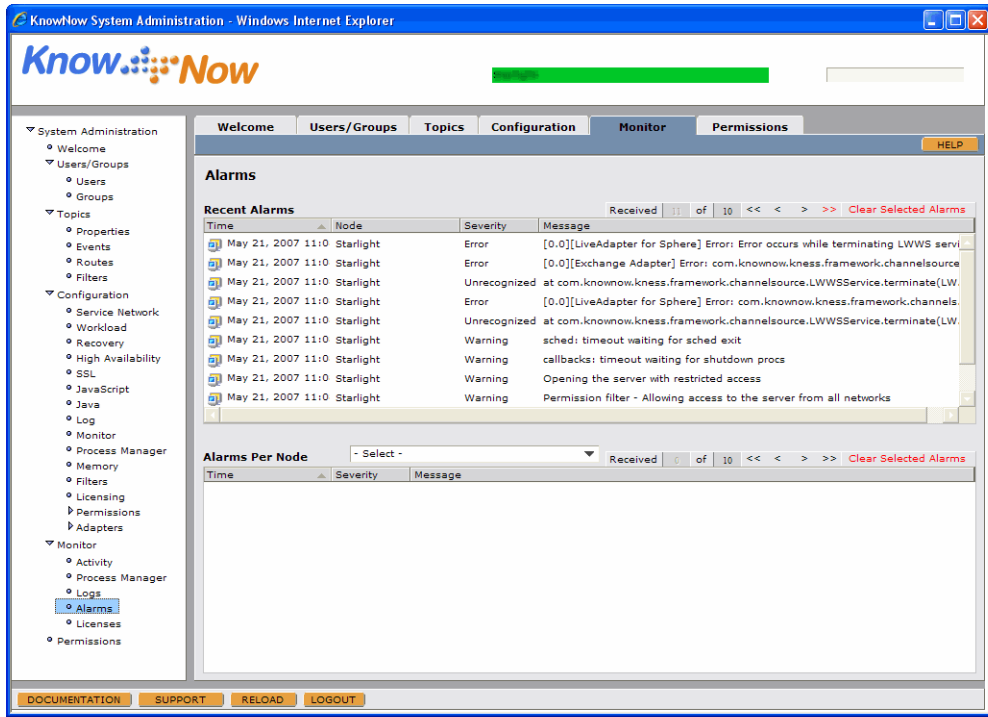 KnowNow System Administration - Windows Internet Explorer
Know Now
Starlight
Welcome Users/Groups Topics Configuration Monitor Permissions
HELP
System Administration
Welcome
Users/Groups
Users
Groups
Topics
Properties
Events
Routes
Filters
Configuration
Service Network
Workload
Recovery
High Availability
SSL
JavaScript
Java
Log
Monitor
Process Manager
Memory
Filters
Licensing
Permissions
Adapters
Monitor
Activity
Process Manager
Logs
Alarms
Licenses
Permissions
Alarms
Recent Alarms Received 11 of 10 << < > >> Clear Selected Alarms
Time Node Severity Message
May 21, 2007 11:0 Starlight Error [0.0][LiveAdapter for Sphere] Error: Error occurs while terminating LWWS servi
May 21, 2007 11:0 Starlight Error [0.0][Exchange Adapter] Error: com.knownow.kness.framework.channelsource
May 21, 2007 11:0 Starlight Unrecognized at com.knownow.kness.framework.channelsource.LWWSService.terminate(LW.
May 21, 2007 11:0 Starlight Error [0.0][LiveAdapter for Sphere] Error: com.knownow.kness.framework.channels.
May 21, 2007 11:0 Starlight Unrecognized at com.knownow.kness.framework.channelsource.LWWSService.terminate(LW.
May 21, 2007 11:0 Starlight Warning sched: timeout waiting for sched exit
May 21, 2007 11:0 Starlight Warning callbacks: timeout waiting for shutdown procs
May 21, 2007 11:0 Starlight Warning Opening the server with restricted access
May 21, 2007 11:0 Starlight Warning Permission filter - Allowing access to the server from all networks
Alarms Per Node - Select - Received of 10 << < > >> Clear Selected Alarms
Time Severity Message
DOCUMENTATION SUPPORT RELOAD LOGOUT